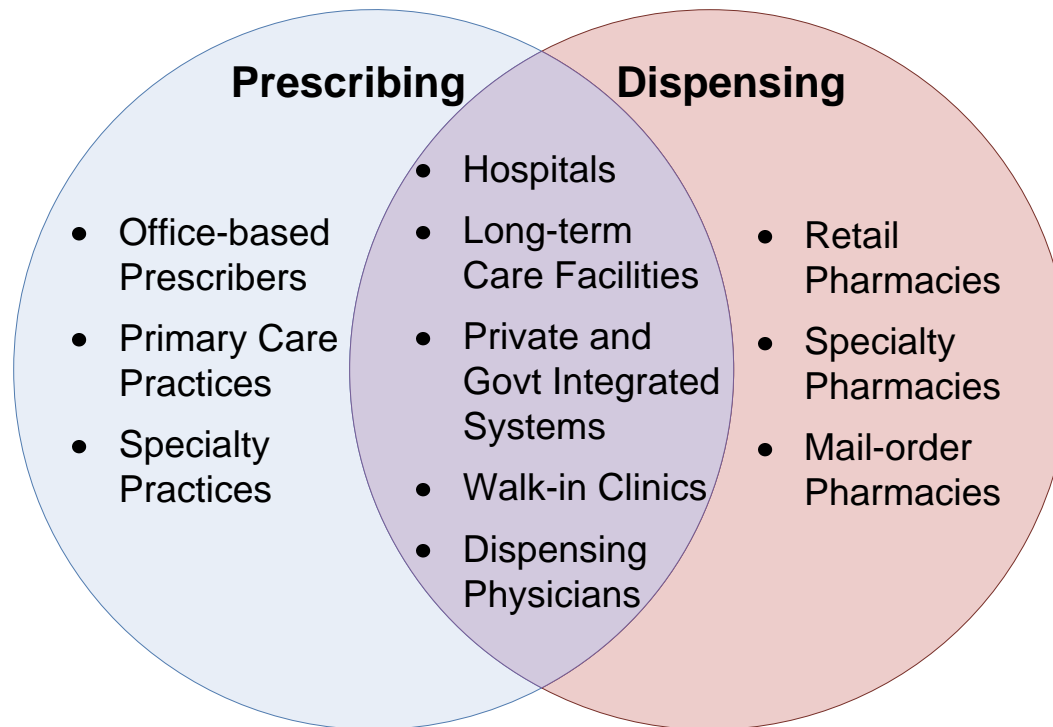 Prescribing
Dispensing
• Office-based
Prescribers
• Primary Care
Practices
• Specialty
Practices
• Hospitals
• Long-term
Care Facilities
• Private and
Govt Integrated
Systems
• Walk-in Clinics
• Dispensing
Physicians
• Retail
Pharmacies
• Specialty
Pharmacies
• Mail-order
Pharmacies